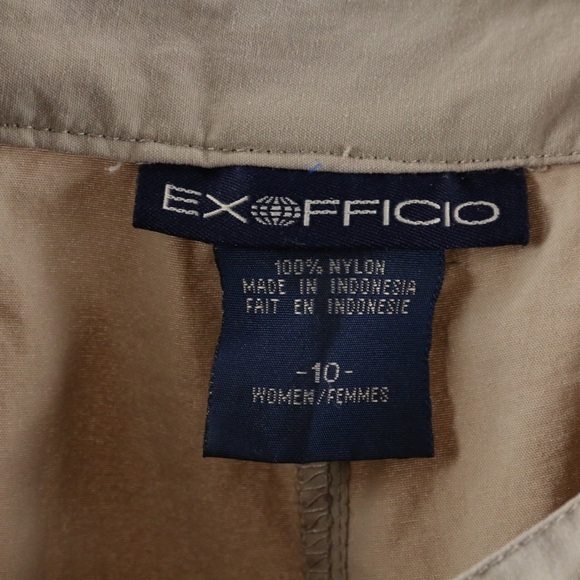 EXOFFICIO
100% NYLON
MADE IN INDONESIA
FAIT EN INDONESIE
-10-
WOMEN/FEMMES